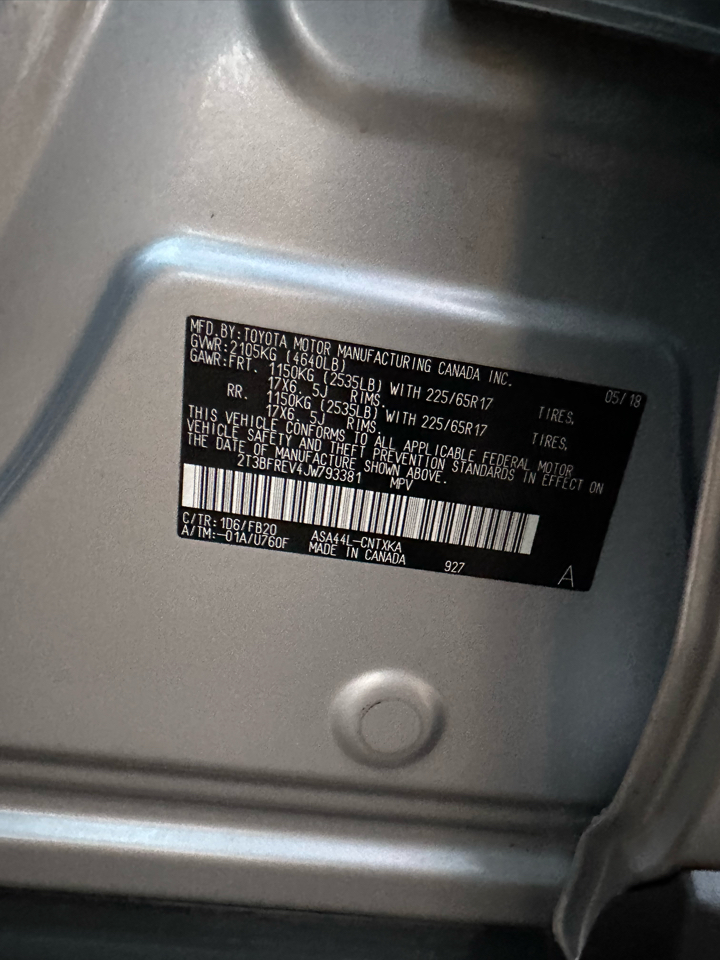 MFD.BY:TOYOTA MOTOR MANUFACTURING CANADA INC. 05/18
GVWR:2105KG (4640LB)
GAWR:FRT. 1150KG (2535LB) WITH 225/65R17 TIRES,
17X6.5J RIMS.
RR. 1150KG (2535LB) WITH 225/65R17 TIRES,
17X6.5J RIMS.
THIS VEHICLE CONFORMS TO ALL APPLICABLE FEDERAL MOTOR
VEHICLE SAFETY AND THEFT PREVENTION STANDARDS IN EFFECT ON
THE DATE OF MANUFACTURE SHOWN ABOVE.
2T3BFREV4JW793381 MPV
C/TR:1D6/FB20 ASA44L-CNTXKA
A/TM:-01A/U760F MADE IN CANADA 927 A